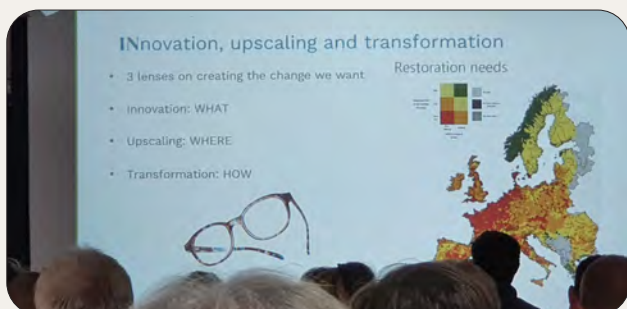 INnovation, upscaling and transformation
• 3 lenses on creating the change we want
• Innovation: WHAT
• Upscaling: WHERE
• Transformation: HOW
Restoration needs